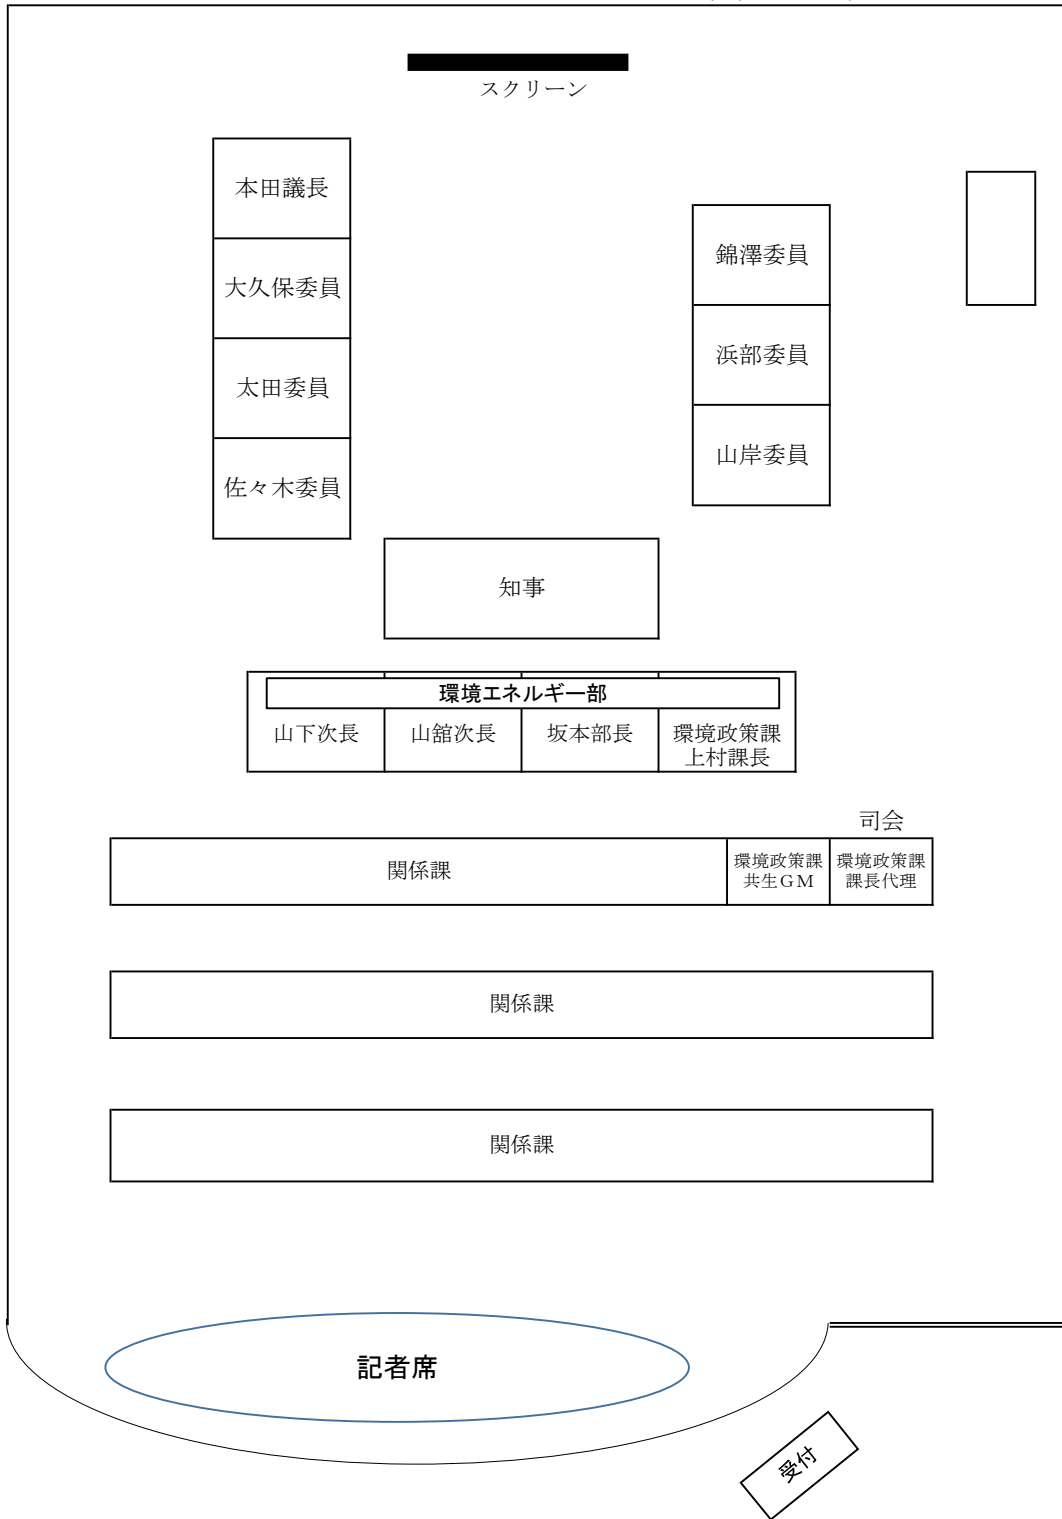 スクリーン
本田議長
大久保委員
太田委員
佐々木委員
錦澤委員
浜部委員
山岸委員
知事
環境エネルギー部
山下次長
山舘次長
坂本部長
環境政策課
上村課長
司会
関係課
環境政策課
共生GM
環境政策課
課長代理
関係課
関係課
記者席
受付